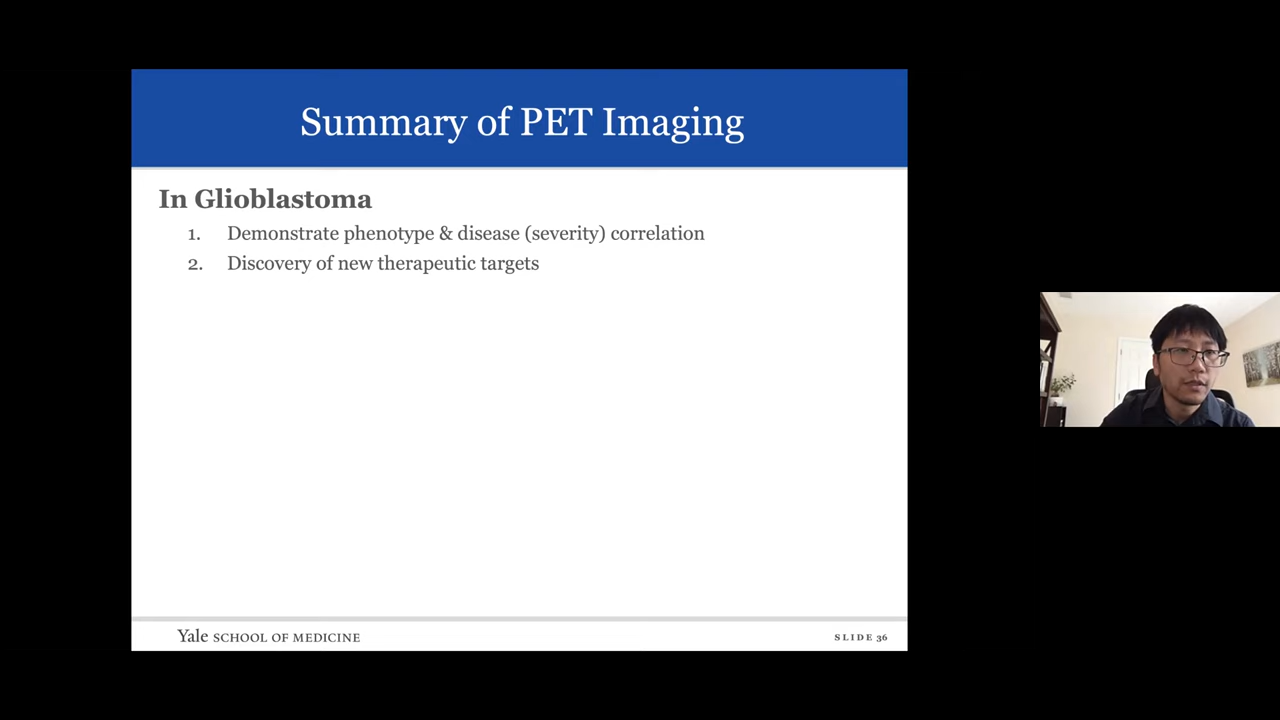 Summary of PET Imaging
In Glioblastoma
1. Demonstrate phenotype & disease (severity) correlation
2. Discovery of new therapeutic targets
Yale SCHOOL OF MEDICINE
SLIDE 36